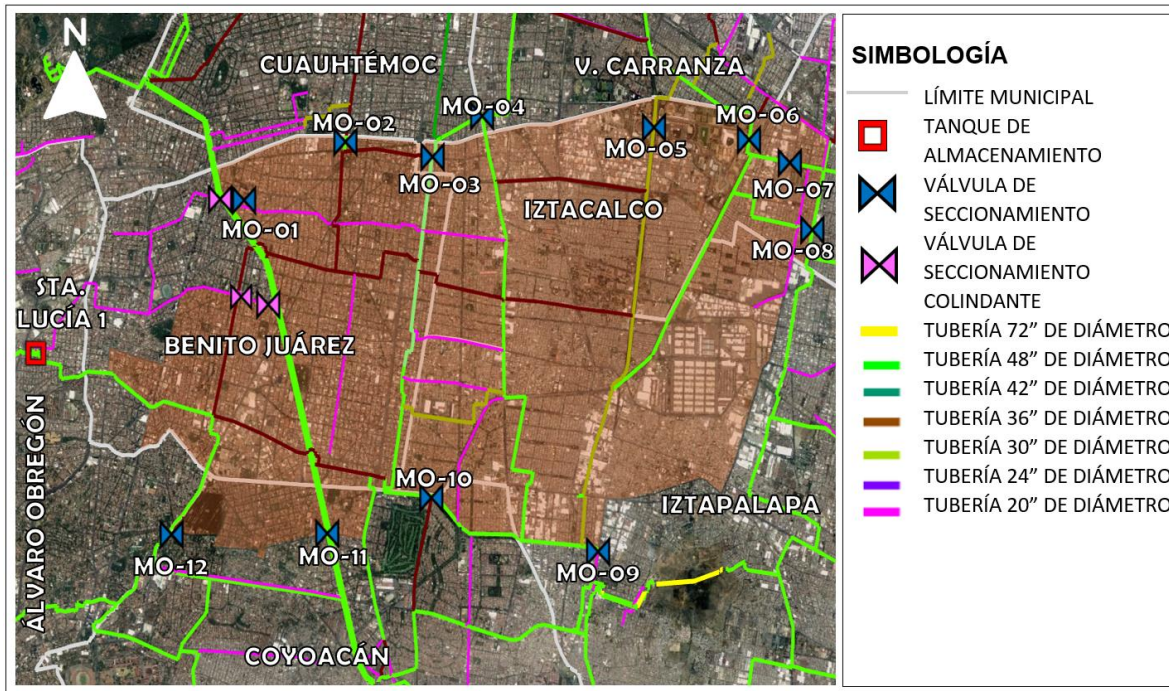 N
CUAUHTÉMOC
V. CARRANZA
MO-04
MO-02
MO-06
MO-05
MO-03
MO-07
IZTACALCO
MO-01
MO-08
STA.
LUCÍA 1
BENITO JUÁREZ
ÁLVARO OBREGÓN
MO-10
IZTAPALAPA
MO-12
MO-11
MO-09
COYOACÁN
SIMBOLOGÍA
LÍMITE MUNICIPAL
TANQUE DE
ALMACENAMIENTO
VÁLVULA DE
SECCIONAMIENTO
VÁLVULA DE
SECCIONAMIENTO
COLINDANTE
TUBERÍA 72” DE DIÁMETRO
TUBERÍA 48” DE DIÁMETRO
TUBERÍA 42” DE DIÁMETRO
TUBERÍA 36” DE DIÁMETRO
TUBERÍA 30” DE DIÁMETRO
TUBERÍA 24” DE DIÁMETRO
TUBERÍA 20” DE DIÁMETRO